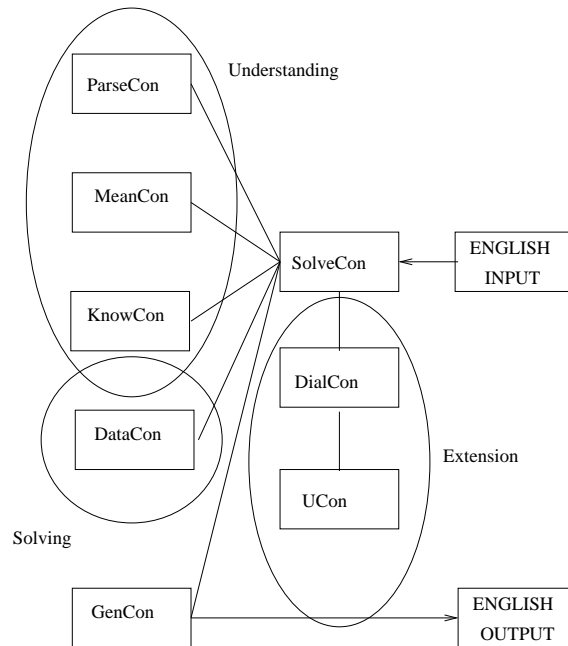 Understanding
ParseCon
MeanCon
SolveCon
ENGLISH
INPUT
KnowCon
DialCon
DataCon
Extension
UCon
Solving
GenCon
ENGLISH
OUTPUT